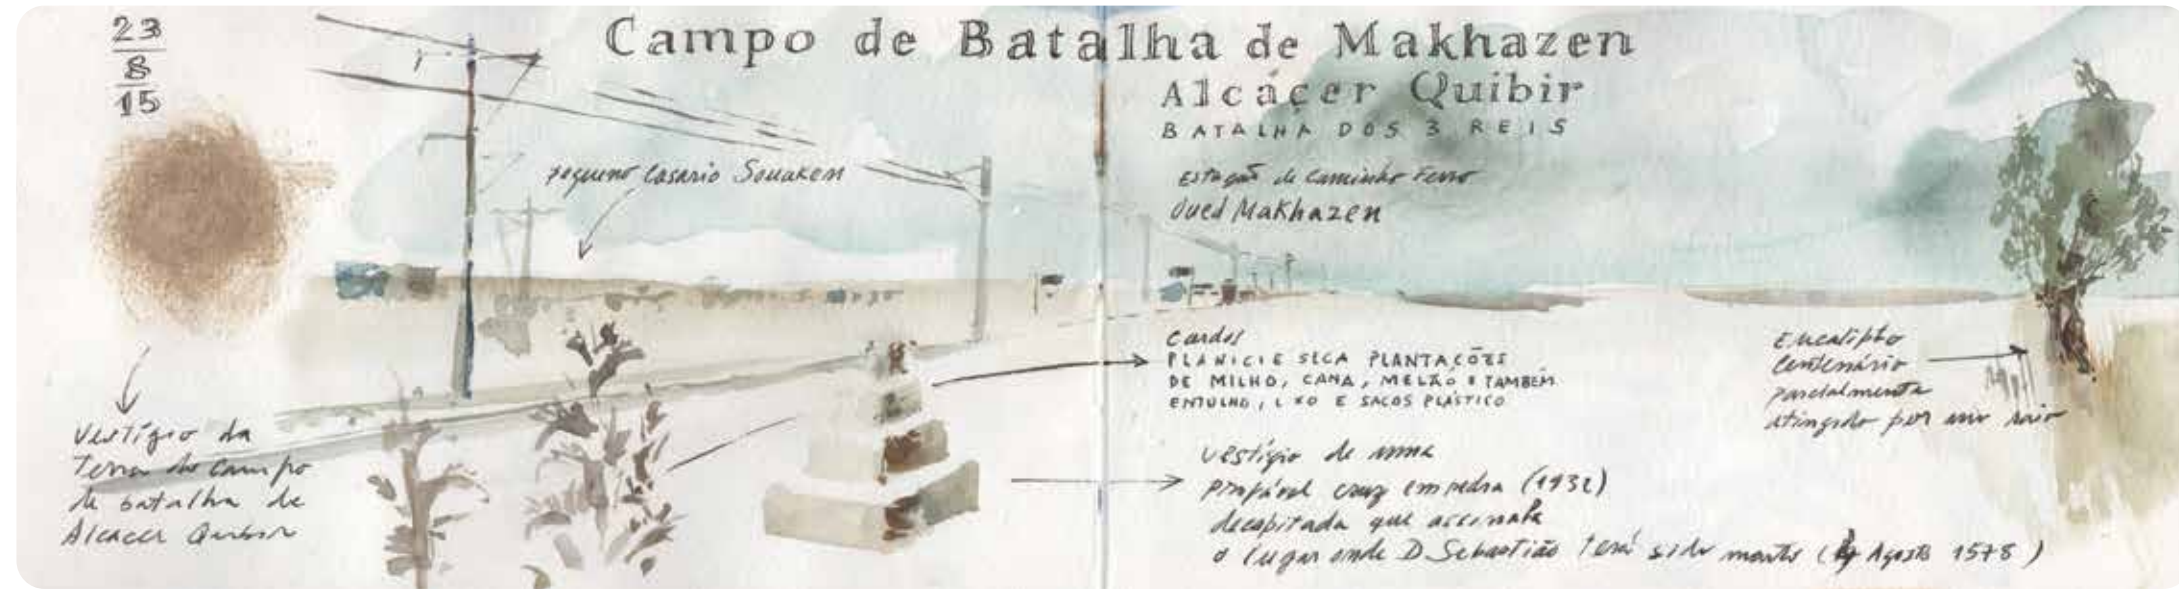 23
8
15
Campo de Batalha de Makhazen
Alcácer Quibir
BATALHA DOS 3 REIS
pequeno Casario Souaken
Estação de Caminho Ferro
Oued Makhazen
Cardos
PLANICIE SECA PLANTAÇÕES
DE MILHO, CANA, MELÃO E TAMBÉM
ENTULHO, LXO E SACOS PLÁSTICO
Eucalipto
Centenário
parcialmente
atingido por um raio
Vestígio da
Terra do Campo
de batalha de
Alcacer Quibir
vestígio de uma
provável cruz em pedra (1932)
decapitada que assinala
o lugar onde D Sebastião terá sido morto (4 Agosto 1578)